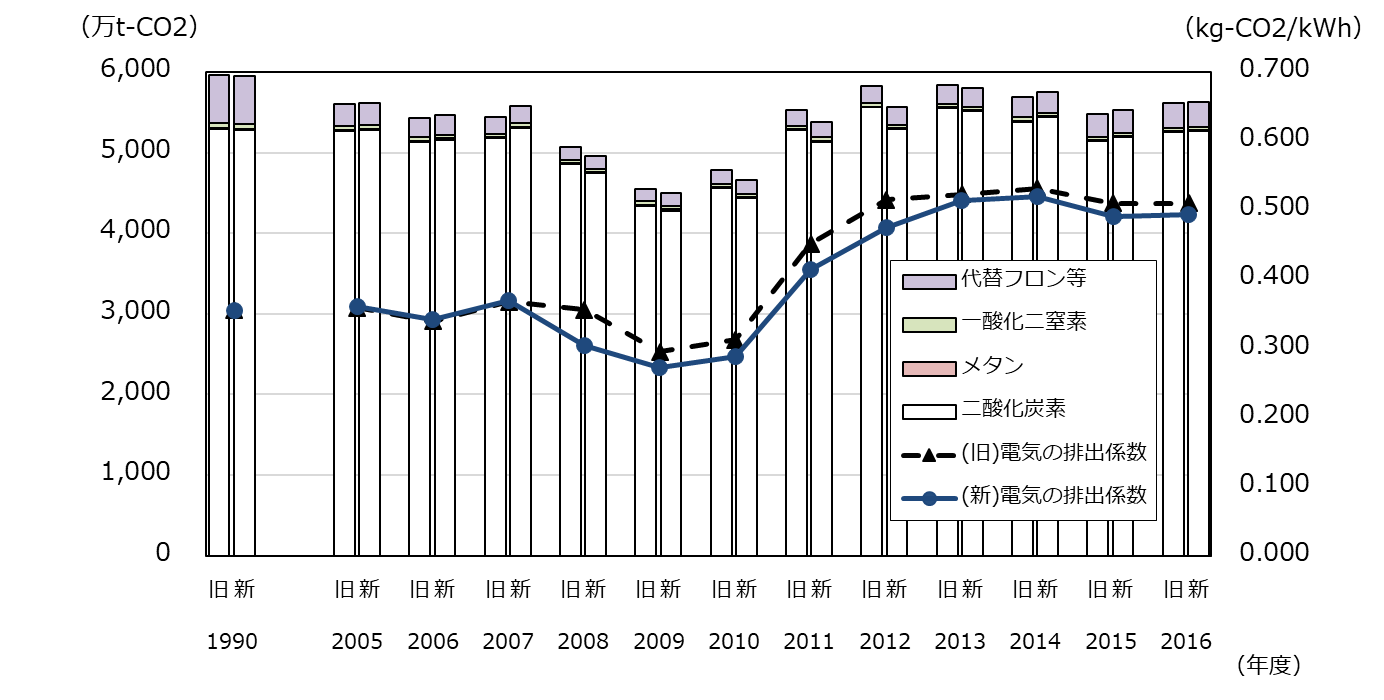 (万t-CO2)
(kg-CO2/kWh)
6,000
5,000
4,000
3,000
2,000
1,000
0
0.700
0.600
0.500
0.400
0.300
0.200
0.100
0.000
代替フロン等
一酸化二窒素
メタン
二酸化炭素
(旧)電気の排出係数
(新)電気の排出係数
旧 新 旧 新 旧 新 旧 新 旧 新 旧 新 旧 新 旧 新 旧 新 旧 新 旧 新 旧 新 旧 新
1990 2005 2006 2007 2008 2009 2010 2011 2012 2013 2014 2015 2016
(年度)